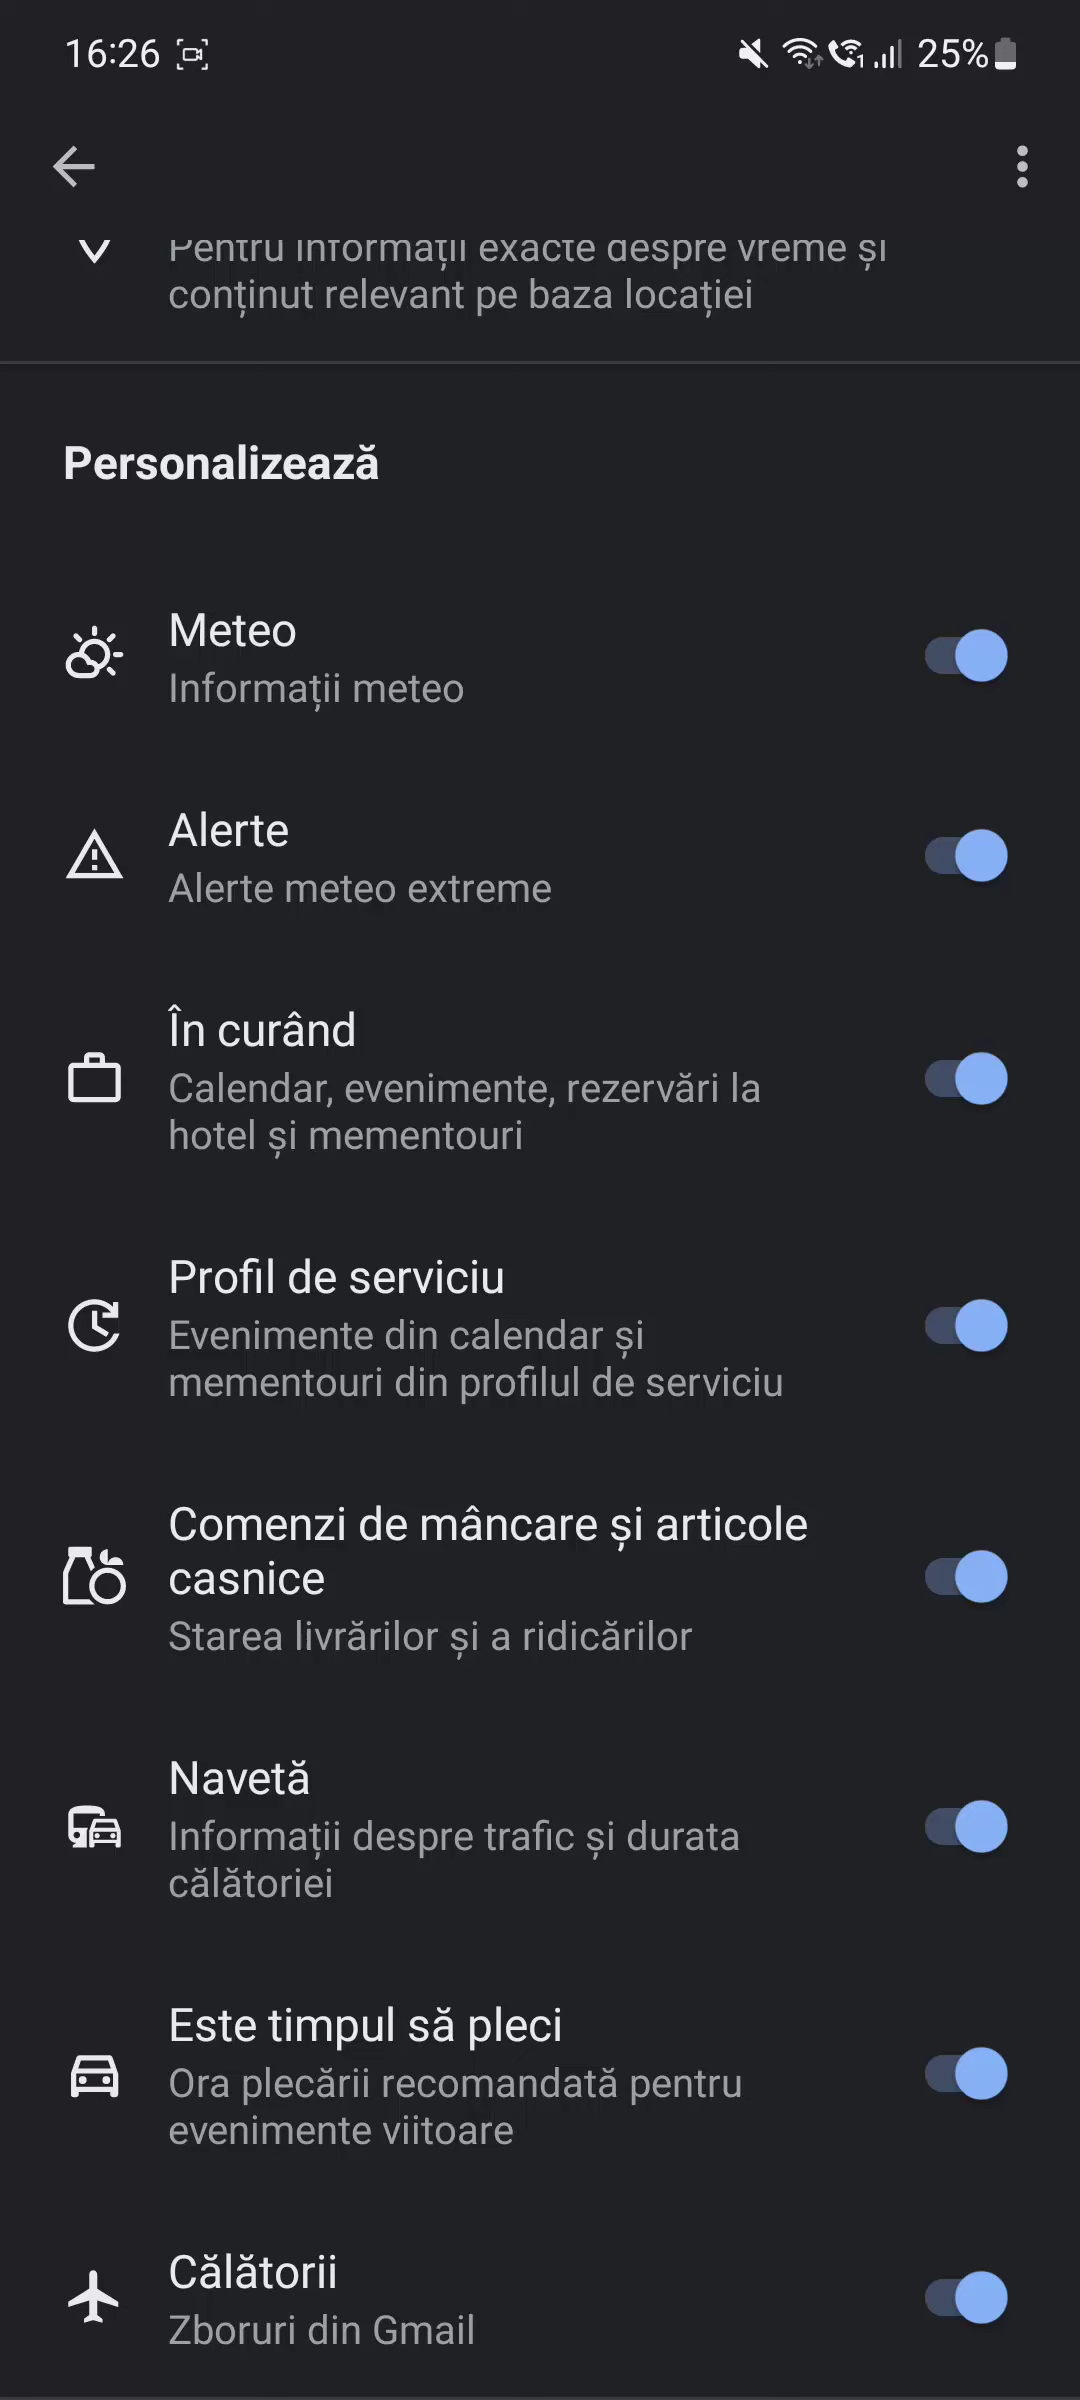 16:26
25%
Pentru informații exacte despre vreme și
conținut relevant pe baza locației
Personalizează
Meteo
Informații meteo
Alerte
Alerte meteo extreme
În curând
Calendar, evenimente, rezervări la
hotel și mementouri
Profil de serviciu
Evenimente din calendar și
mementouri din profilul de serviciu
Comenzi de mâncare și articole
casnice
Starea livrărilor și a ridicărilor
Navetă
Informații despre trafic și durata
călătoriei
Este timpul să pleci
Ora plecării recomandată pentru
evenimente viitoare
Călătorii
Zboruri din Gmail